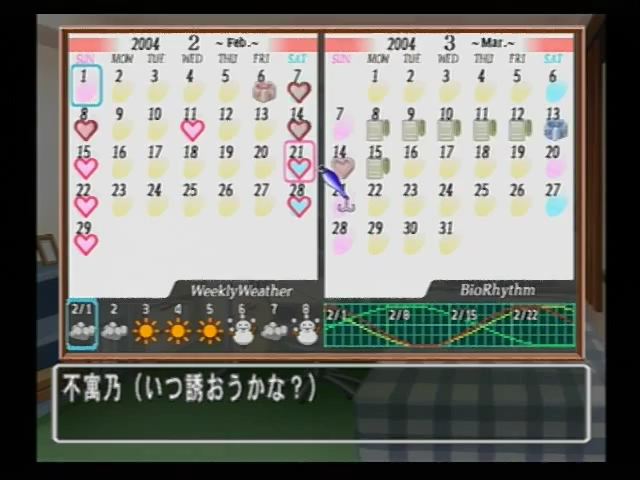 2004 2 ~Feb.~
SUN MON TUE WED THU FRI SAT
1 2 3 4 5 6 7
8 9 10 11 12 13 14
15 16 17 18 19 20 21
22 23 24 25 26 27 28
29
2004 3 ~Mar.~
SUN MON TUE WED THU FRI SAT
1 2 3 4 5 6
7 8 9 10 11 12 13
14 15 16 17 18 19 20
22 23 24 25 26 27
28 29 30 31
WeeklyWeather
2/1 2 3 4 5 6 7 8
BioRhythm
2/1 2/8 2/15 2/22
不寓乃（いつ誘おうかな？）